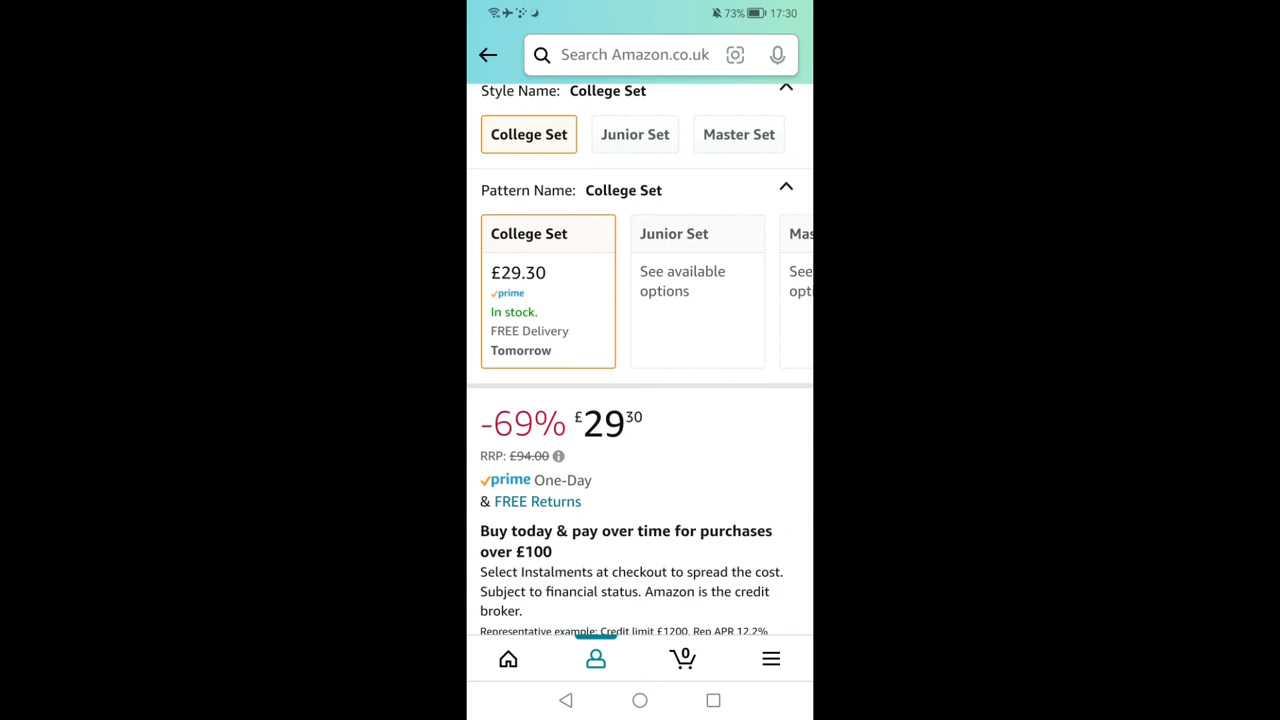 73% 17:30
Search Amazon.co.uk
Style Name: College Set
College Set Junior Set Master Set
Pattern Name: College Set
College Set Junior Set Mas
£29.30 See available See
prime options opti
In stock.
FREE Delivery
Tomorrow
-69% £29 30
RRP: £94.00
prime One-Day
& FREE Returns
Buy today & pay over time for purchases
over £100
Select Instalments at checkout to spread the cost.
Subject to financial status. Amazon is the credit
broker.
Representative example: Credit limit £1200. Rep APR 12.2%
0